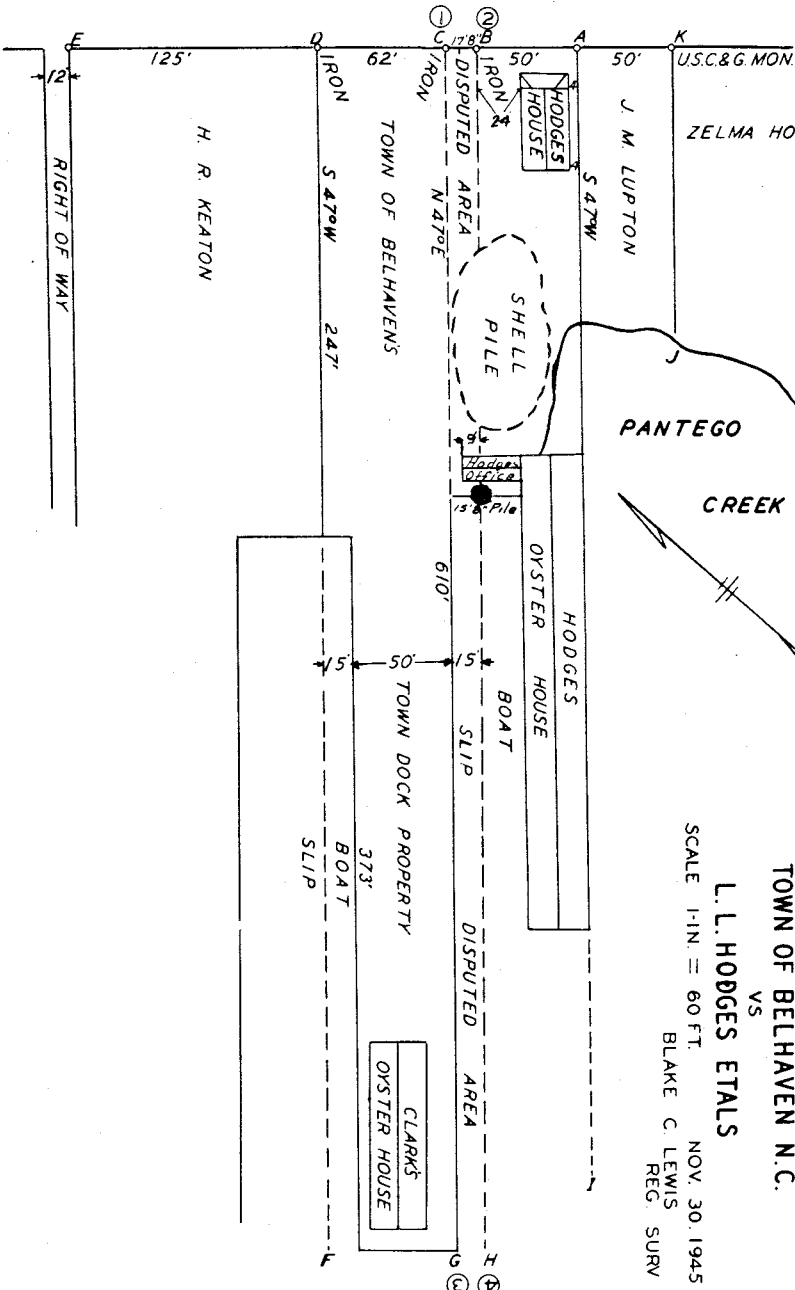 ① ②
E D C 17'8" B A K
125' 62' 50' 50' U.S.C.& G. MON.
12'
IRON
IRON
IRON
DISPUTED AREA
24
HODGES
HOUSE
4
4
J. M. LUPTON
ZELMA HO
RIGHT OF WAY
H. R. KEATON
S 47°W 247'
TOWN OF BELHAVEN'S
N 47°E
S 47°W
SHELL
PILE
J
PANTEGO
CREEK
9'
Hodges
Office
15'8" Pile
610'
HODGES
OYSTER HOUSE
15' 50' 15'
BOAT
SLIP
TOWN DOCK PROPERTY
373'
BOAT
SLIP
DISPUTED AREA
CLARK'S
OYSTER HOUSE
I
F G H
③ ④
TOWN OF BELHAVEN N.C.
VS
L. L. HODGES ETALS
SCALE 1-IN. = 60 FT. NOV. 30. 1945
BLAKE C. LEWIS
REG. SURV